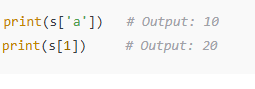 print(s['a'])   # Output: 10
print(s[1])     # Output: 20